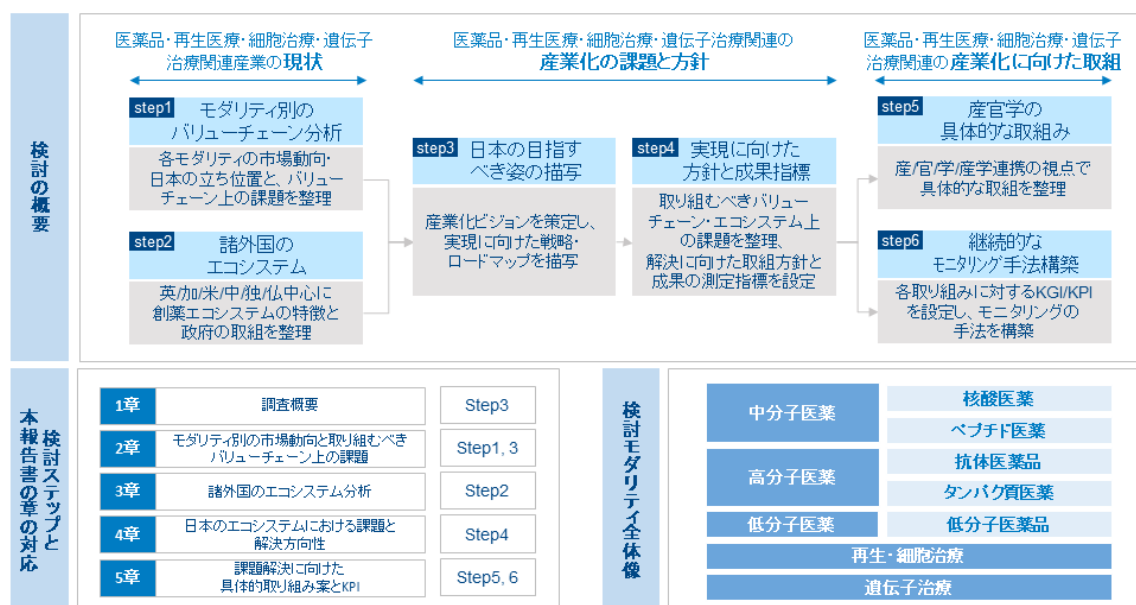 検討の概要
医薬品・再生医療・細胞治療・遺伝子
治療関連産業の現状
医薬品・再生医療・細胞治療・遺伝子治療関連の
産業化の課題と方針
医薬品・再生医療・細胞治療・遺伝子
治療関連の産業化に向けた取組
step1
モダリティ別の
バリューチェーン分析
各モダリティの市場動向・
日本の立ち位置と、バリュー
チェーン上の課題を整理
step2
諸外国の
エコシステム
英/加/米/中/独/仏中心に
創薬エコシステムの特徴と
政府の取組を整理
step3
日本の目指す
べき姿の描写
産業化ビジョンを策定し、
実現に向けた戦略・
ロードマップを描写
step4
実現に向けた
方針と成果指標
取り組むべきバリュー
チェーン・エコシステム上
の課題を整理、
解決に向けた取組方針と
成果の測定指標を設定
step5
産官学の
具体的な取組み
産/官/学/産学連携の視点で
具体的な取組を整理
step6
継続的な
モニタリング手法構築
各取り組みに対するKGI/KPI
を設定し、モニタリングの
手法を構築
検討ステップと
本報告書の章の対応
1章
調査概要
Step3
2章
モダリティ別の市場動向と取り組むべき
バリューチェーン上の課題
Step1, 3
3章
諸外国のエコシステム分析
Step2
4章
日本のエコシステムにおける課題と
解決方向性
Step4
5章
課題解決に向けた
具体的取り組み案とKPI
Step5, 6
検討モダリティ全体像
中分子医薬
核酸医薬
ペプチド医薬
高分子医薬
抗体医薬品
タンパク質医薬
低分子医薬
低分子医薬品
再生・細胞治療
遺伝子治療